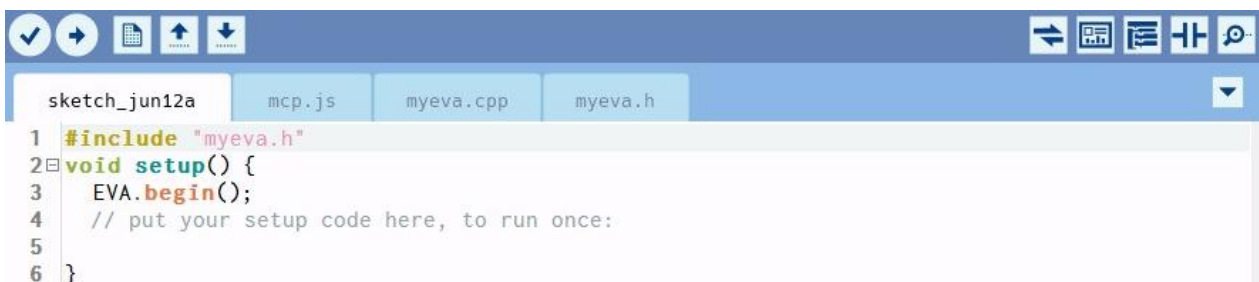 sketch_jun12a mcp.js myeva.cpp myeva.h
1 #include "myeva.h"
2 void setup() {
3 EVA.begin();
4 // put your setup code here, to run once:
5
6 }